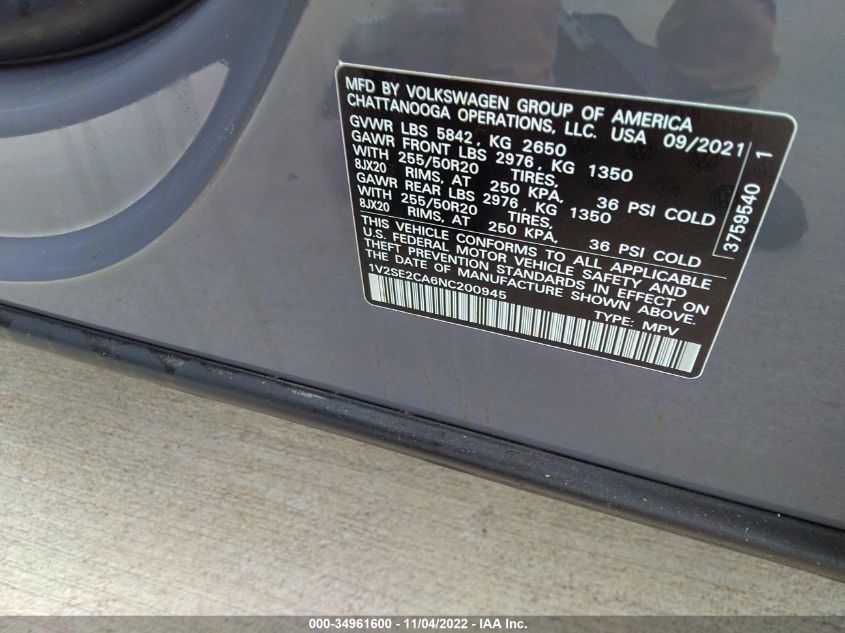 MFD BY VOLKSWAGEN GROUP OF AMERICA
CHATTANOOGA OPERATIONS, LLC. USA 09/2021
GVWR LBS 5842, KG 2650
GAWR FRONT LBS 2976, KG 1350
WITH 255/50R20 TIRES,
8JX20 RIMS, AT 250 KPA, 36 PSI COLD
GAWR REAR LBS 2976, KG 1350
WITH 255/50R20 TIRES,
8JX20 RIMS, AT 250 KPA, 36 PSI COLD
THIS VEHICLE CONFORMS TO ALL APPLICABLE
U.S. FEDERAL MOTOR VEHICLE SAFETY AND
THEFT PREVENTION STANDARDS IN EFFECT ON
THE DATE OF MANUFACTURE SHOWN ABOVE.
1V2SE2CA6NC200945
TYPE: MPV
3759540 1
000-34961600 - 11/04/2022 - IAA Inc.